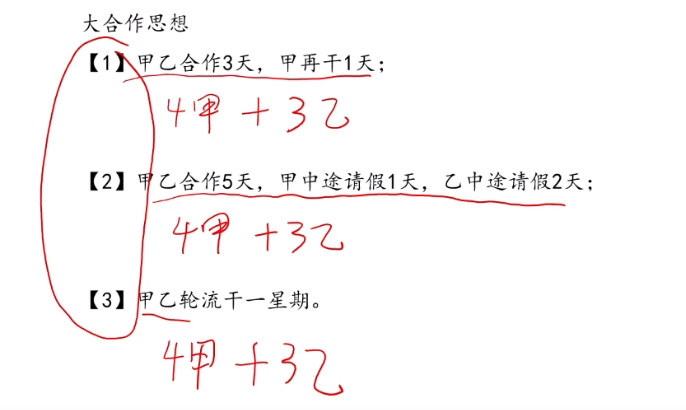 大合作思想
【1】甲乙合作3天，甲再干1天；
4甲+3乙
【2】甲乙合作5天，甲中途请假1天，乙中途请假2天；
4甲+3乙
【3】甲乙轮流干一星期。
4甲+3乙